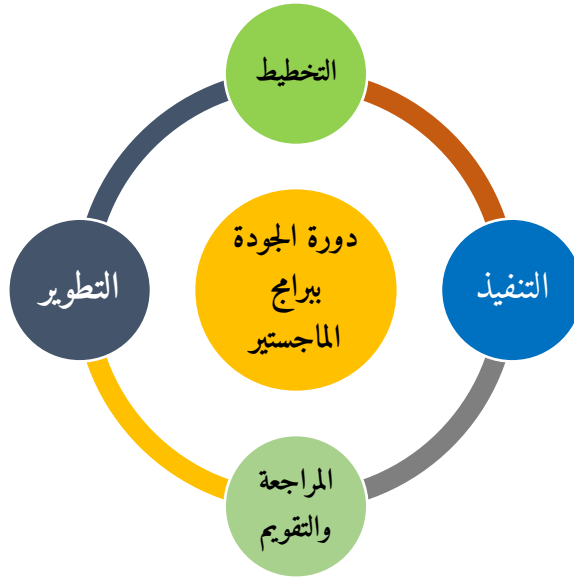 التخطيط
دورة الجودة
ببرامج
الماجستير
التنفيذ
التطوير
المراجعة
والتقويم